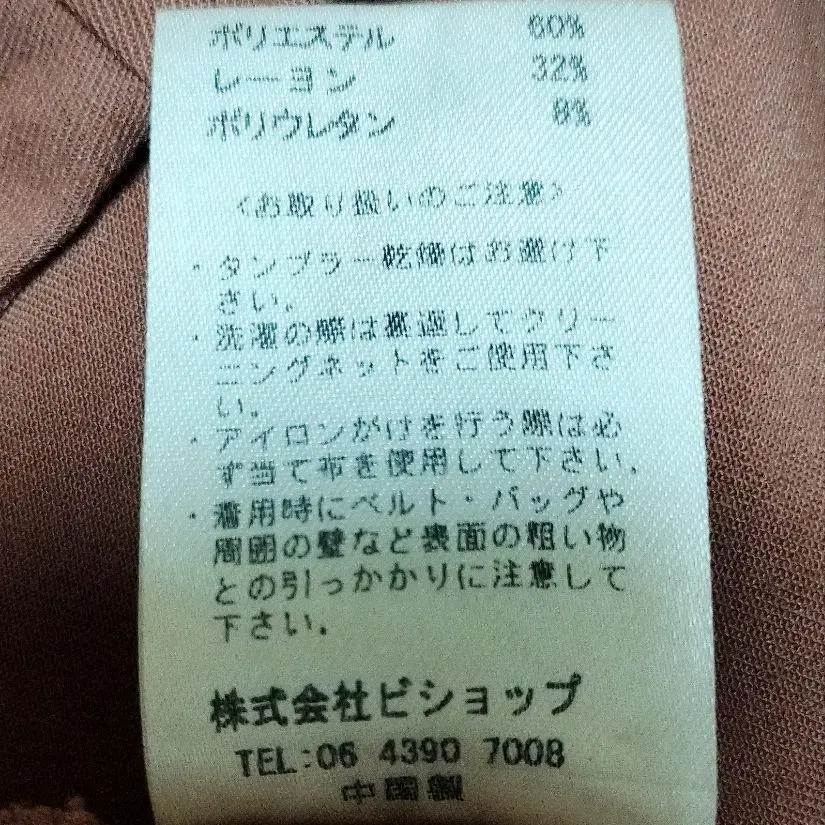 ポリエステル 60%
レーヨン 32%
ポリウレタン 8%
<お取り扱いのご注意>
・タンブラー乾燥はお避け下
さい。
・洗濯の際は裏返してクリー
ニングネットをご使用下さ
い。
・アイロンがけを行う際は必
ず当て布を使用して下さい。
・着用時にベルト・バッグや
周囲の壁など表面の粗い物
との引っかかりに注意して
下さい。
株式会社ビショップ
TEL:06 4390 7008
中国製